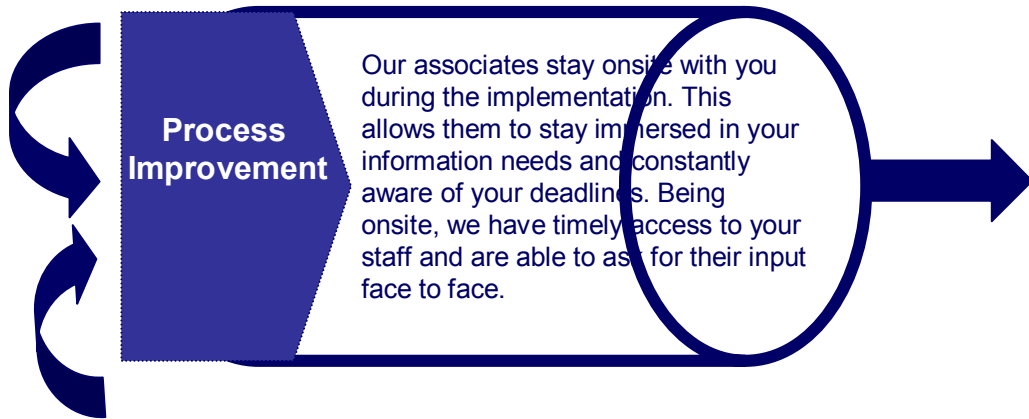 Process
Improvement
Our associates stay onsite with you
during the implementation. This
allows them to stay immersed in your
information needs and constantly
aware of your deadlines. Being
onsite, we have timely access to your
staff and are able to ask for their input
face to face.